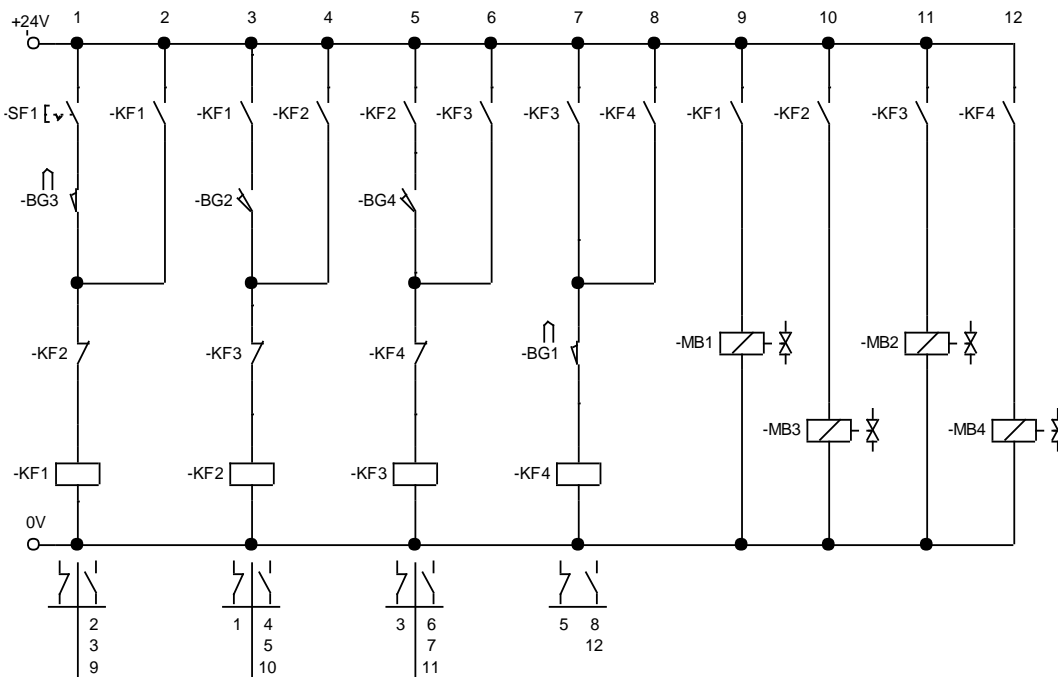 1 2 3 4 5 6 7 8 9 10 11 12
+24V
-SF1 -KF1 -KF1 -KF2 -KF2 -KF3 -KF3 -KF4 -KF1 -KF2 -KF3 -KF4
-BG3 -BG2 -BG4
-KF2 -KF3 -KF4 -BG1 -MB1 -MB2
-MB3 -MB4
-KF1 -KF2 -KF3 -KF4
0V
2 1 4 3 6 5 8
3 5 7 12
9 10 11